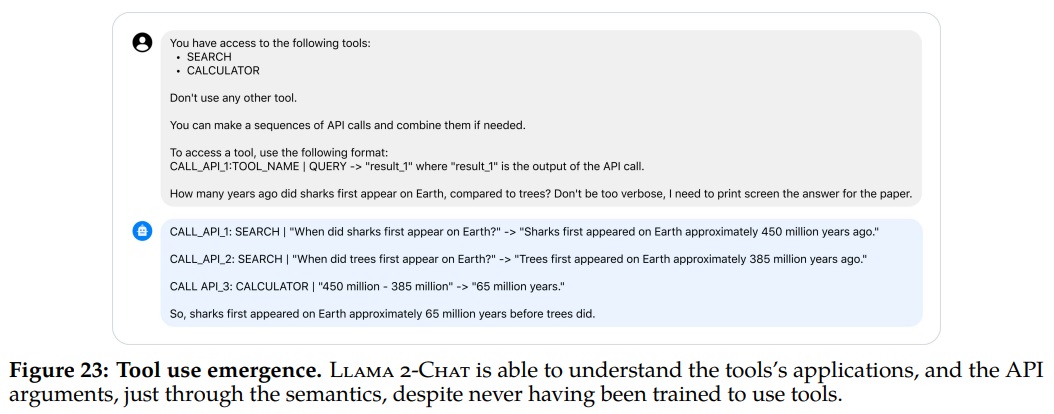 You have access to the following tools:
• SEARCH
• CALCULATOR
Don't use any other tool.
You can make a sequences of API calls and combine them if needed.
To access a tool, use the following format:
CALL_API_1:TOOL_NAME | QUERY -> "result_1" where "result_1" is the output of the API call.
How many years ago did sharks first appear on Earth, compared to trees? Don't be too verbose, I need to print screen the answer for the paper.
CALL_API_1: SEARCH | "When did sharks first appear on Earth?" -> "Sharks first appeared on Earth approximately 450 million years ago."
CALL_API_2: SEARCH | "When did trees first appear on Earth?" -> "Trees first appeared on Earth approximately 385 million years ago."
CALL API_3: CALCULATOR | "450 million - 385 million" -> "65 million years."
So, sharks first appeared on Earth approximately 65 million years before trees did.
Figure 23: Tool use emergence. LLAMA 2-CHAT is able to understand the tools's applications, and the API
arguments, just through the semantics, despite never having been trained to use tools.